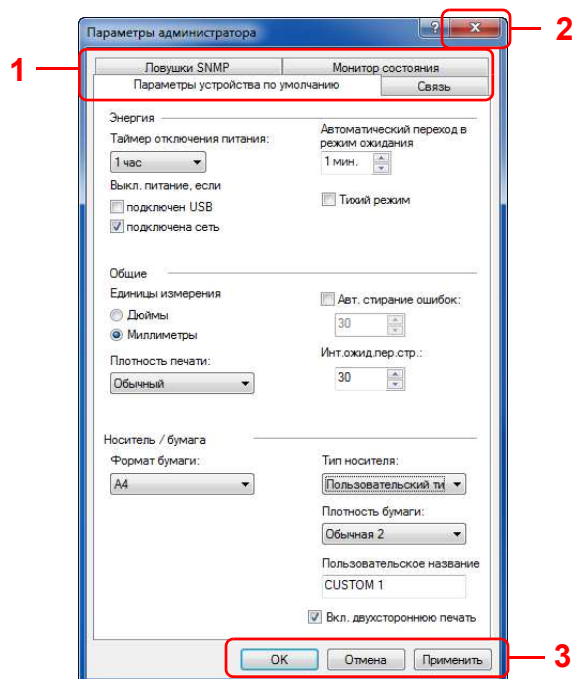 Параметры администратора
?
X
2
1
Ловушки SNMP
Монитор состояния
Параметры устройства по умолчанию
Связь
Энергия
Таймер отключения питания:
1 час
Автоматический переход в
режим ожидания
1 мин.
Выкл. питание, если
подключен USB
подключена сеть
Тихий режим
Общие
Единицы измерения
Дюймы
Миллиметры
Авт. стирание ошибок:
30
Плотность печати:
Обычный
Инт.ожид.пер.стр.:
30
Носитель / бумага
Формат бумаги:
A4
Тип носителя:
Пользовательский ти
Плотность бумаги:
Обычная 2
Пользовательское название
CUSTOM 1
Вкл. двухстороннюю печать
OK
Отмена
Применить
3